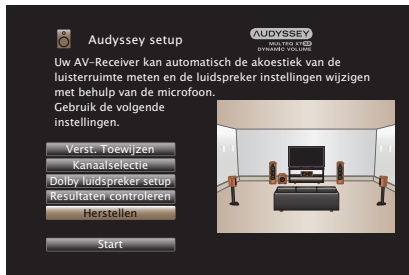 Audyssey setup
AUDYSSEY
MULTEQ XT32
DYNAMIC VOLUME
Uw AV-Receiver kan automatisch de akoestiek van de
luisterruimte meten en de luidspreker instellingen wijzigen
met behulp van de microfoon.
Gebruik de volgende
instellingen.
Verst. Toewijzen
Kanaalselectie
Dolby luidspreker setup
Resultaten controleren
Herstellen
Start